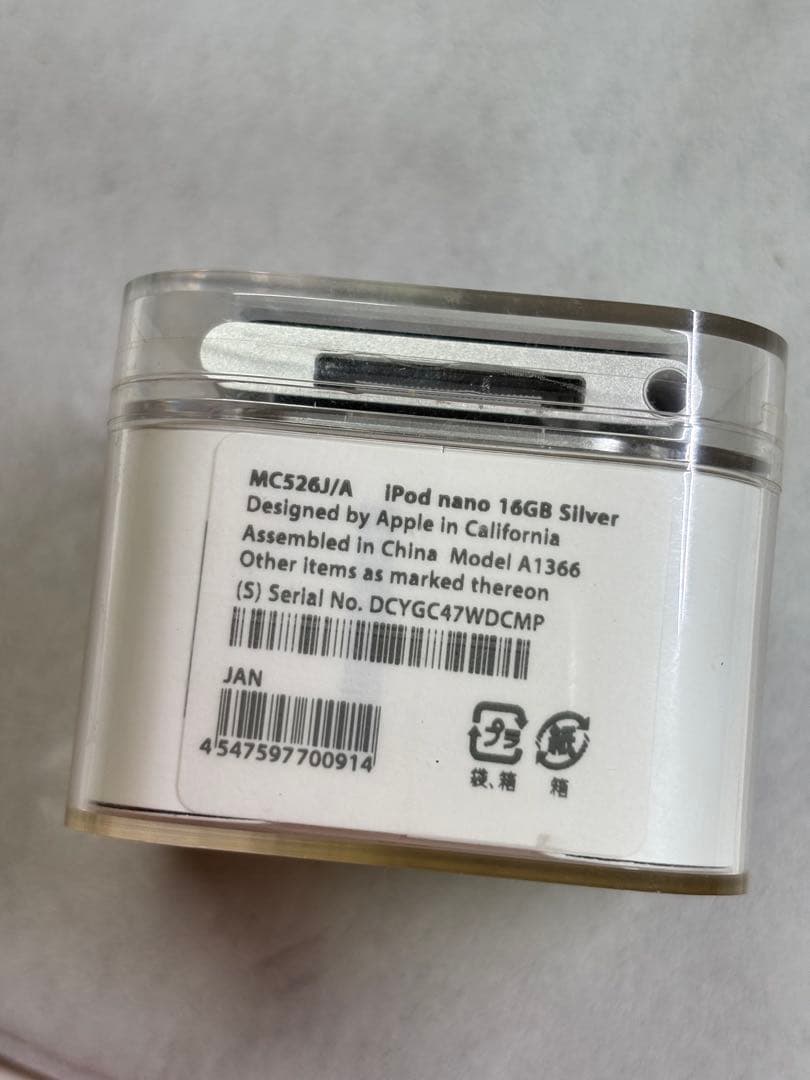 MC526J/A iPod nano 16GB Silver
Designed by Apple in California
Assembled in China Model A1366
Other items as marked thereon
(S) Serial No. DCYGC47WDCMP
JAN
4547597700914
プラ 紙
袋、箱 箱